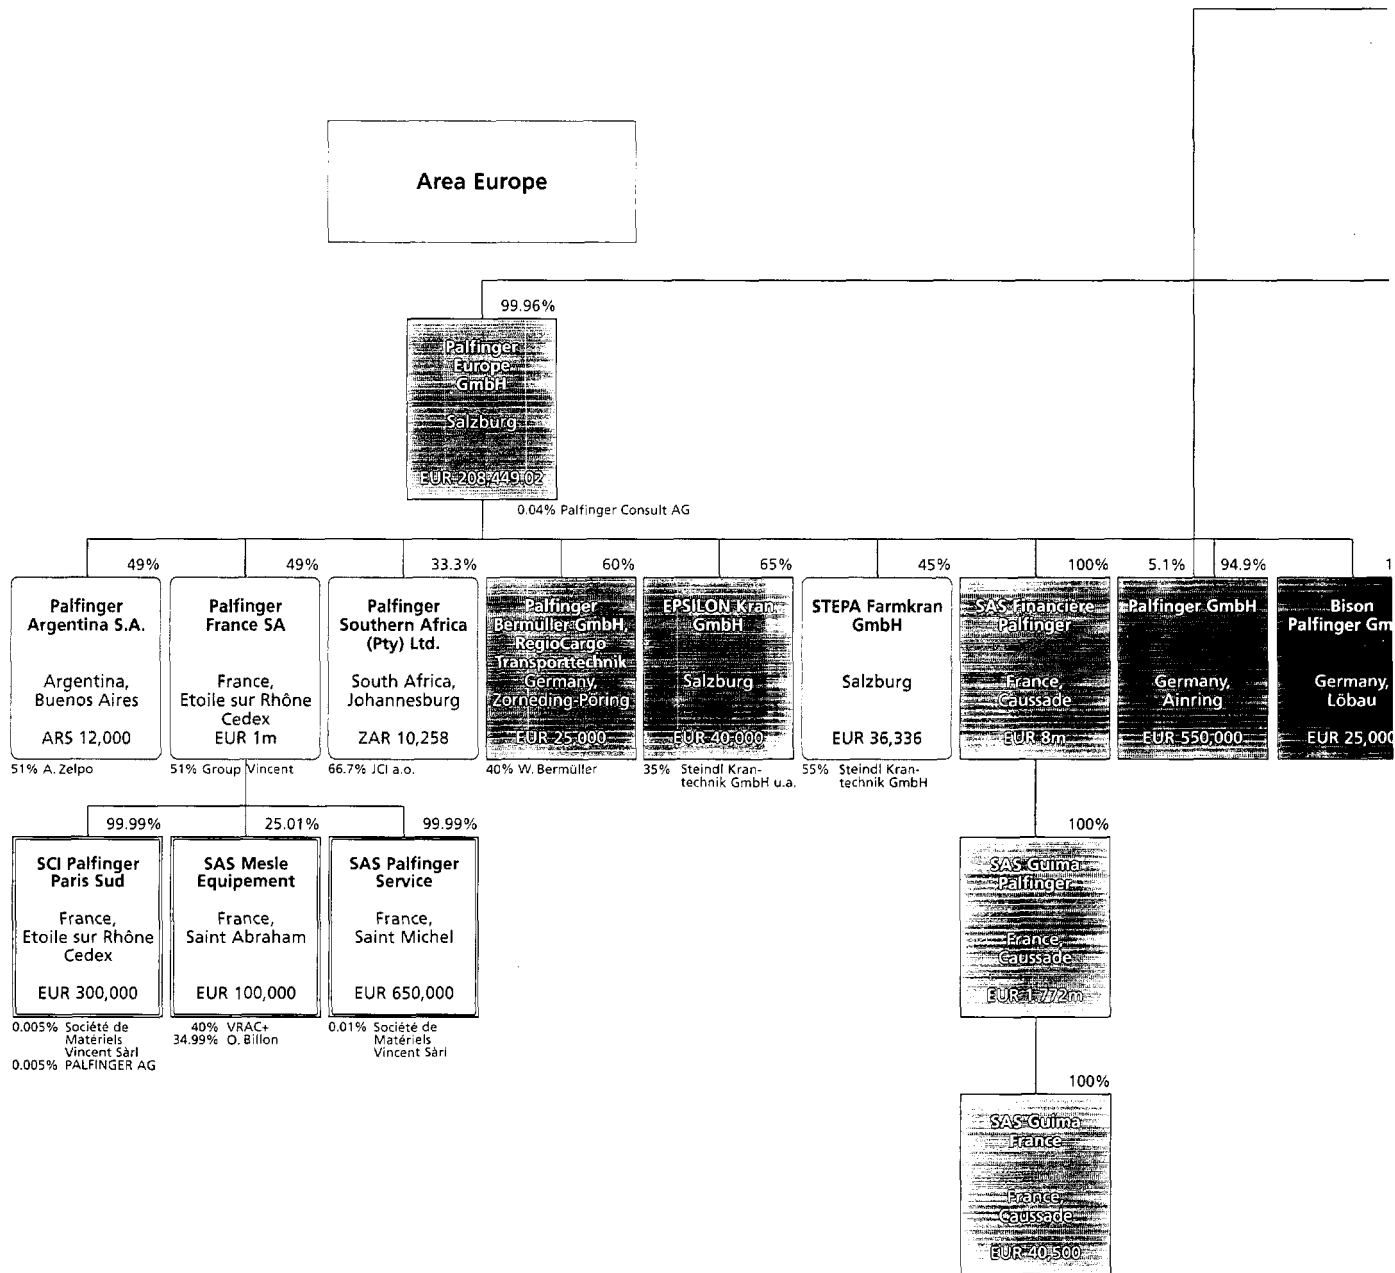 Area Europe
99.96%
Palfinger
Europe
GmbH
Salzburg
EUR 208,449.02
0.04% Palfinger Consult AG
49%
Palfinger
Argentina S.A.
Argentina,
Buenos Aires
ARS 12,000
51% A. Zelpo
49%
Palfinger
France SA
France,
Etoile sur Rhône
Cedex
EUR 1m
51% Group Vincent
33.3%
Palfinger
Southern Africa
(Pty) Ltd.
South Africa,
Johannesburg
ZAR 10,258
66.7% JCI a.o.
60%
Palfinger
Bermüller GmbH,
RegioCargo
Transporttechnik
Germany,
Zorneding-Pöring
EUR 25,000
40% W. Bermüller
65%
EPSILON Kran
GmbH
Salzburg
EUR 40,000
35% Steindl Kran-
technik GmbH u.a.
45%
STEPA Farmkran
GmbH
Salzburg
EUR 36,336
55% Steindl Kran-
technik GmbH
100%
SAS Financière
Palfinger
France,
Caussade
EUR 8m
5.1% 94.9%
Palfinger GmbH
Germany,
Ainring
EUR 550,000
1
Bison
Palfinger Gm
Germany,
Löbau
EUR 25,000
99.99%
SCI Palfinger
Paris Sud
France,
Etoile sur Rhône
Cedex
EUR 300,000
0.005% Société de
Matériels
Vincent Sàrl
0.005% PALFINGER AG
25.01%
SAS Mesle
Equipement
France,
Saint Abraham
EUR 100,000
40% VRAC+
34.99% O. Billon
99.99%
SAS Palfinger
Service
France,
Saint Michel
EUR 650,000
0.01% Société de
Matériels
Vincent Sàrl
100%
SAS Guima
Palfinger
France,
Caussade
EUR 1.772m
100%
SAS Guima
France
France,
Caussade
EUR 40,500